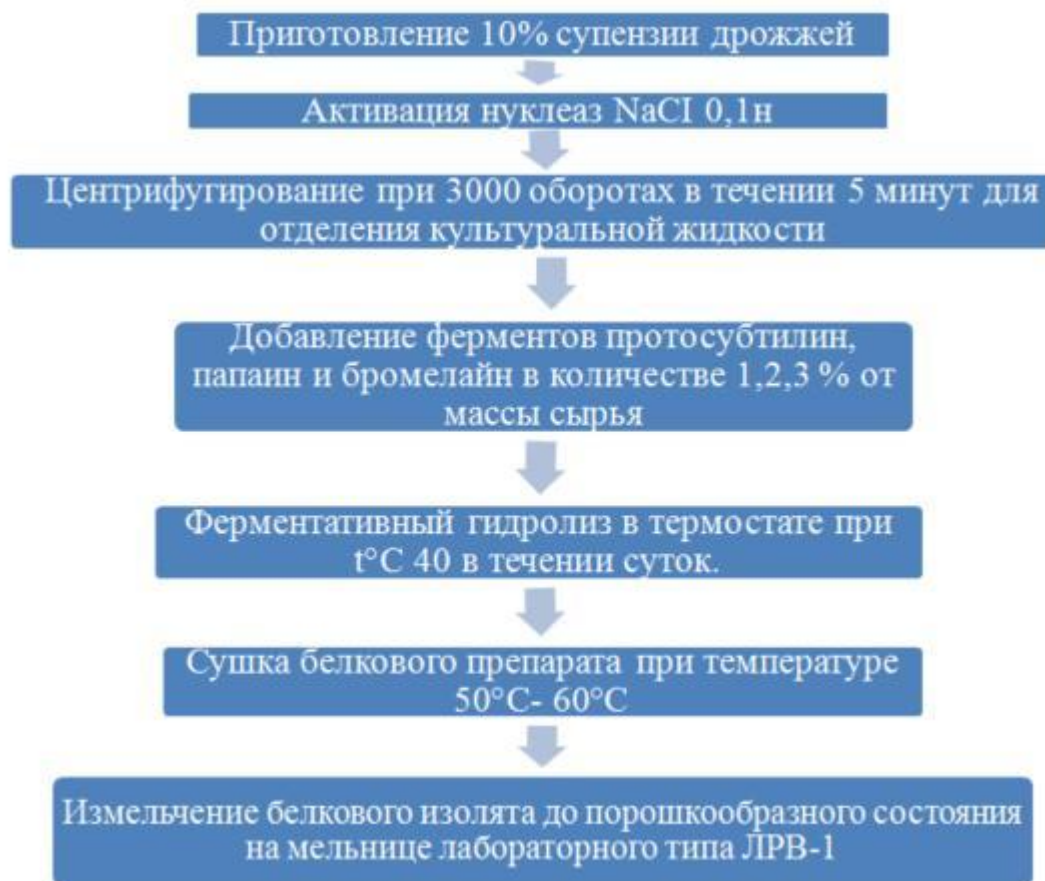 Приготовление 10% супензии дрожжей
Активация нуклеаз NaCI 0,1н
Центрифугирование при 3000 оборотах в течении 5 минут для
отделения культуральной жидкости
Добавление ферментов протосубтилин,
папаин и бромелайн в количестве 1,2,3 % от
массы сырья
Ферментативный гидролиз в термостате при
t°C 40 в течении суток.
Сушка белкового препарата при температуре
50°C- 60°C
Измельчение белкового изолята до порошкообразного состояния
на мельнице лабораторного типа ЛРВ-1